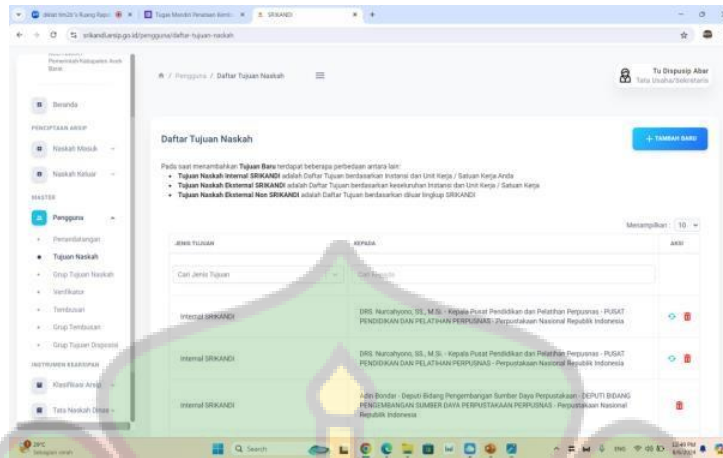 SRIKANDI
srikandi.arsip.go.id/pengguna/daftar-tujuan-naskah
/ Pengguna / Daftar Tujuan Naskah
Tu Dispusip Abar
Tata Usaha/Sekretaris
Beranda
PENCIPTAAN ARSIP
Naskah Masuk
Naskah Keluar
MASTER
Pengguna
Penandatangan
Tujuan Naskah
Grup Tujuan Naskah
Verifikator
Tembusan
Grup Tembusan
Grup Tujuan Disposisi
INSTRUMEN KEARSIPAN
Klasifikasi Arsip
Tata Naskah Dinas
Daftar Tujuan Naskah
+ TAMBAH BARU
Pada saat menambahkan Tujuan Baru terdapat beberapa perbedaan antara lain:
Tujuan Naskah Internal SRIKANDI adalah Daftar Tujuan berdasarkan Instansi dan Unit Kerja / Satuan Kerja Anda
Tujuan Naskah Eksternal SRIKANDI adalah Daftar Tujuan berdasarkan keseluruhan Instansi dan Unit Kerja / Satuan Kerja
Tujuan Naskah Eksternal Non SRIKANDI adalah Daftar Tujuan berdasarkan diluar lingkup SRIKANDI
Menampilkan : 10
JENIS TUJUAN KEPADA AKSI
Cari Jenis Tujuan Cari Kepada
Internal SRIKANDI
DRS. Nurcahyono, SS., M.Si. - Kepala Pusat Pendidikan dan Pelatihan Perpusnas - PUSAT
PENDIDIKAN DAN PELATIHAN PERPUSNAS - Perpustakaan Nasional Republik Indonesia
Internal SRIKANDI
DRS. Nurcahyono, SS., M.Si. - Kepala Pusat Pendidikan dan Pelatihan Perpusnas - PUSAT
PENDIDIKAN DAN PELATIHAN PERPUSNAS - Perpustakaan Nasional Republik Indonesia
Internal SRIKANDI
Adin Bondar - Deputi Bidang Pengembangan Sumber Daya Perpustakaan - DEPUTI BIDANG
PENGEMBANGAN SUMBER DAYA PERPUSTAKAAN PERPUSNAS - Perpustakaan Nasional
Republik Indonesia
29°C
Search
ENG
12:40 PM